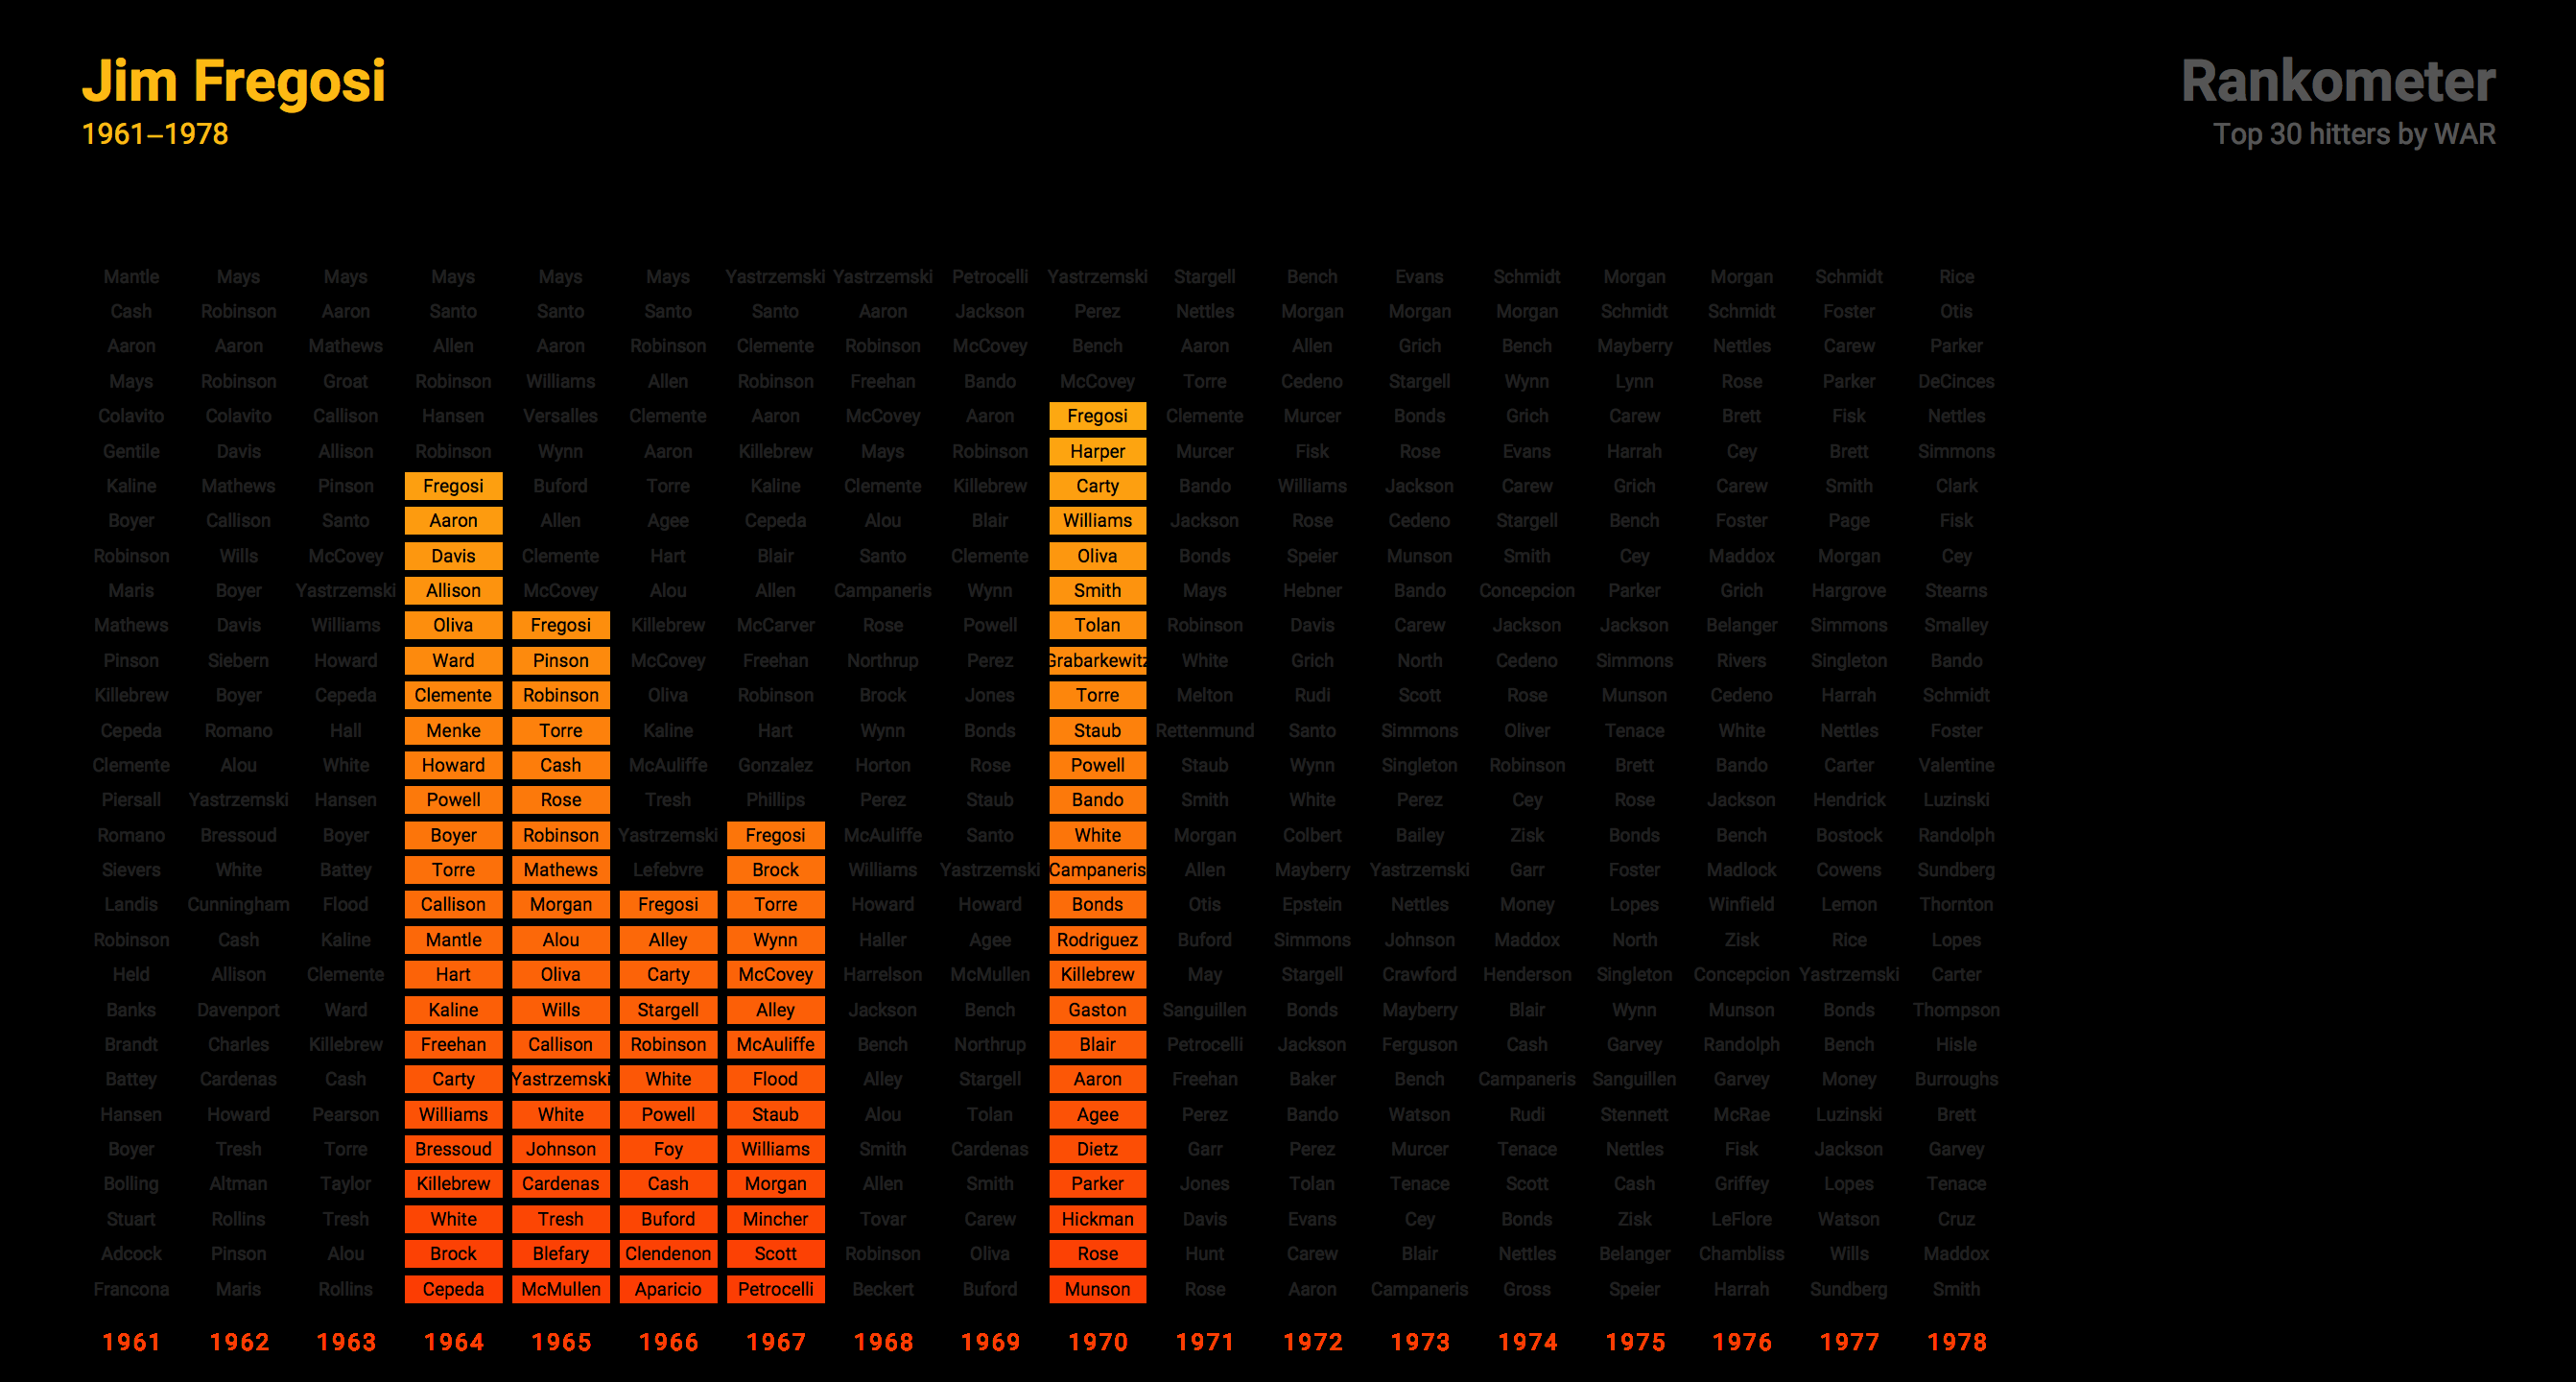 Jim Fregosi
1961–1978
Rankometer
Top 30 hitters by WAR
Mantle Mays Mays Mays Mays Mays Yastrzemski Yastrzemski Petrocelli Yastrzemski Stargell Bench Evans Schmidt Morgan Morgan Schmidt Rice
Cash Robinson Aaron Santo Santo Santo Santo Aaron Jackson Perez Nettles Morgan Morgan Morgan Schmidt Schmidt Foster Otis
Aaron Aaron Mathews Allen Aaron Robinson Clemente Robinson McCovey Bench Aaron Allen Grich Bench Mayberry Nettles Carew Parker
Mays Robinson Groat Robinson Williams Allen Robinson Freehan Bando McCovey Torre Cedeno Stargell Wynn Lynn Rose Parker DeCinces
Colavito Colavito Callison Hansen Versalles Clemente Aaron McCovey Aaron Fregosi Clemente Murcer Bonds Grich Carew Brett Fisk Nettles
Gentile Davis Allison Robinson Wynn Aaron Killebrew Mays Robinson Harper Murcer Fisk Rose Evans Harrah Cey Brett Simmons
Kaline Mathews Pinson Fregosi Buford Torre Kaline Clemente Killebrew Carty Bando Williams Jackson Carew Grich Carew Smith Clark
Boyer Callison Santo Aaron Allen Agee Cepeda Alou Blair Williams Jackson Rose Cedeno Stargell Bench Foster Page Fisk
Robinson Wills McCovey Davis Clemente Hart Blair Santo Clemente Oliva Bonds Speier Munson Smith Cey Maddox Morgan Cey
Maris Boyer Yastrzemski Allison McCovey Alou Allen Campaneris Wynn Smith Mays Hebner Bando Concepcion Parker Grich Hargrove Stearns
Mathews Davis Williams Oliva Fregosi Killebrew McCarver Rose Powell Tolan Robinson Davis Carew Jackson Jackson Belanger Simmons Smalley
Pinson Siebern Howard Ward Pinson McCovey Freehan Northrup Perez Grabarkewitz White Grich North Cedeno Simmons Rivers Singleton Bando
Killebrew Boyer Cepeda Clemente Robinson Oliva Robinson Brock Jones Torre Melton Rudi Scott Rose Munson Cedeno Harrah Schmidt
Cepeda Romano Hall Menke Torre Kaline Hart Wynn Bonds Staub Rettenmund Santo Simmons Oliver Tenace White Nettles Foster
Clemente Alou White Howard Cash McAuliffe Gonzalez Horton Rose Powell Staub Wynn Singleton Robinson Brett Bando Carter Valentine
Piersall Yastrzemski Hansen Powell Rose Tresh Phillips Perez Staub Bando Smith White Perez Cey Rose Jackson Hendrick Luzinski
Romano Bressoud Boyer Boyer Robinson Yastrzemski Fregosi McAuliffe Santo White Morgan Colbert Bailey Zisk Bonds Bench Bostock Randolph
Sievers White Battey Torre Mathews Lefebvre Brock Williams Yastrzemski Campaneris Allen Mayberry Yastrzemski Garr Foster Madlock Cowens Sundberg
Landis Cunningham Flood Callison Morgan Fregosi Torre Howard Howard Bonds Otis Epstein Nettles Money Lopes Winfield Lemon Thornton
Robinson Cash Kaline Mantle Alou Alley Wynn Haller Agee Rodriguez Buford Simmons Johnson Maddox North Zisk Rice Lopes
Held Allison Clemente Hart Oliva Carty McCovey Harrelson McMullen Killebrew May Stargell Crawford Henderson Singleton Concepcion Yastrzemski Carter
Banks Davenport Ward Kaline Wills Stargell Alley Jackson Bench Gaston Sanguillen Bonds Mayberry Blair Wynn Munson Bonds Thompson
Brandt Charles Killebrew Freehan Callison Robinson McAuliffe Bench Northrup Blair Petrocelli Jackson Ferguson Cash Garvey Randolph Bench Hisle
Battey Cardenas Cash Carty Yastrzemski White Flood Alley Stargell Aaron Freehan Baker Bench Campaneris Sanguillen Garvey Money Burroughs
Hansen Howard Pearson Williams White Powell Staub Alou Tolan Agee Perez Bando Watson Rudi Stennett McRae Luzinski Brett
Boyer Tresh Torre Bressoud Johnson Foy Williams Smith Cardenas Dietz Garr Perez Murcer Tenace Nettles Fisk Jackson Garvey
Bolling Altman Taylor Killebrew Cardenas Cash Morgan Allen Smith Parker Jones Tolan Tenace Scott Cash Griffey Lopes Tenace
Stuart Rollins Tresh White Tresh Buford Mincher Tovar Carew Hickman Davis Evans Cey Bonds Zisk LeFlore Watson Cruz
Adcock Pinson Alou Brock Blefary Clendenon Scott Robinson Oliva Rose Hunt Carew Blair Nettles Belanger Chambliss Wills Maddox
Francona Maris Rollins Cepeda McMullen Aparicio Petrocelli Beckert Buford Munson Rose Aaron Campaneris Gross Speier Harrah Sundberg Smith
1961 1962 1963 1964 1965 1966 1967 1968 1969 1970 1971 1972 1973 1974 1975 1976 1977 1978